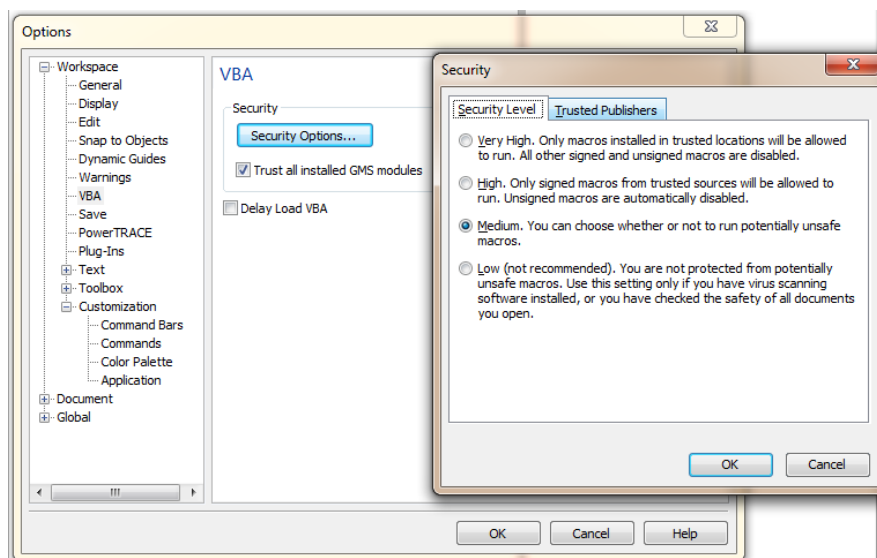 Options
Workspace
General
Display
Edit
Snap to Objects
Dynamic Guides
Warnings
VBA
Save
PowerTRACE
Plug-Ins
Text
Toolbox
Customization
Command Bars
Commands
Color Palette
Application
Document
Global
VBA
Security
Security Options...
Trust all installed GMS modules
Delay Load VBA
OK
Cancel
Help
Security
Security Level
Trusted Publishers
Very High. Only macros installed in trusted locations will be allowed
to run. All other signed and unsigned macros are disabled.
High. Only signed macros from trusted sources will be allowed to
run. Unsigned macros are automatically disabled.
Medium. You can choose whether or not to run potentially unsafe
macros.
Low (not recommended). You are not protected from potentially
unsafe macros. Use this setting only if you have virus scanning
software installed, or you have checked the safety of all documents
you open.
OK
Cancel